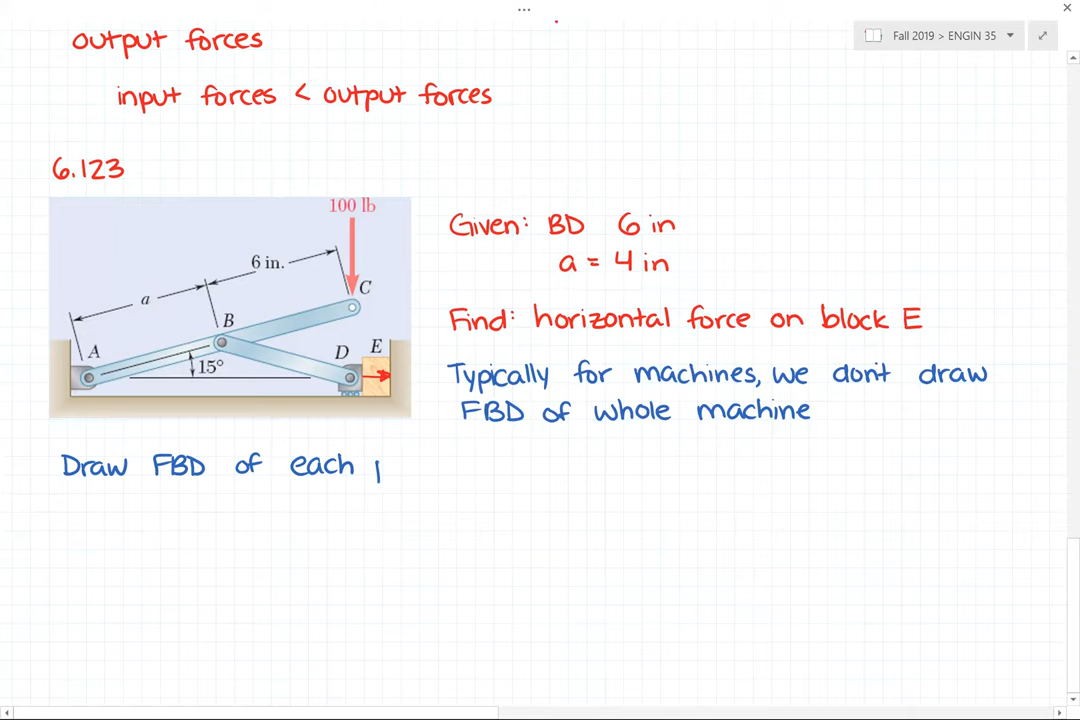 ...
Fall 2019 > ENGIN 35
output forces
input forces < output forces
6.123
100 lb
6 in.
a
C
B
A
15°
D
E
Given: BD 6 in
a = 4 in
Find: horizontal force on block E
Typically for machines, we don't draw
FBD of whole machine
Draw FBD of each